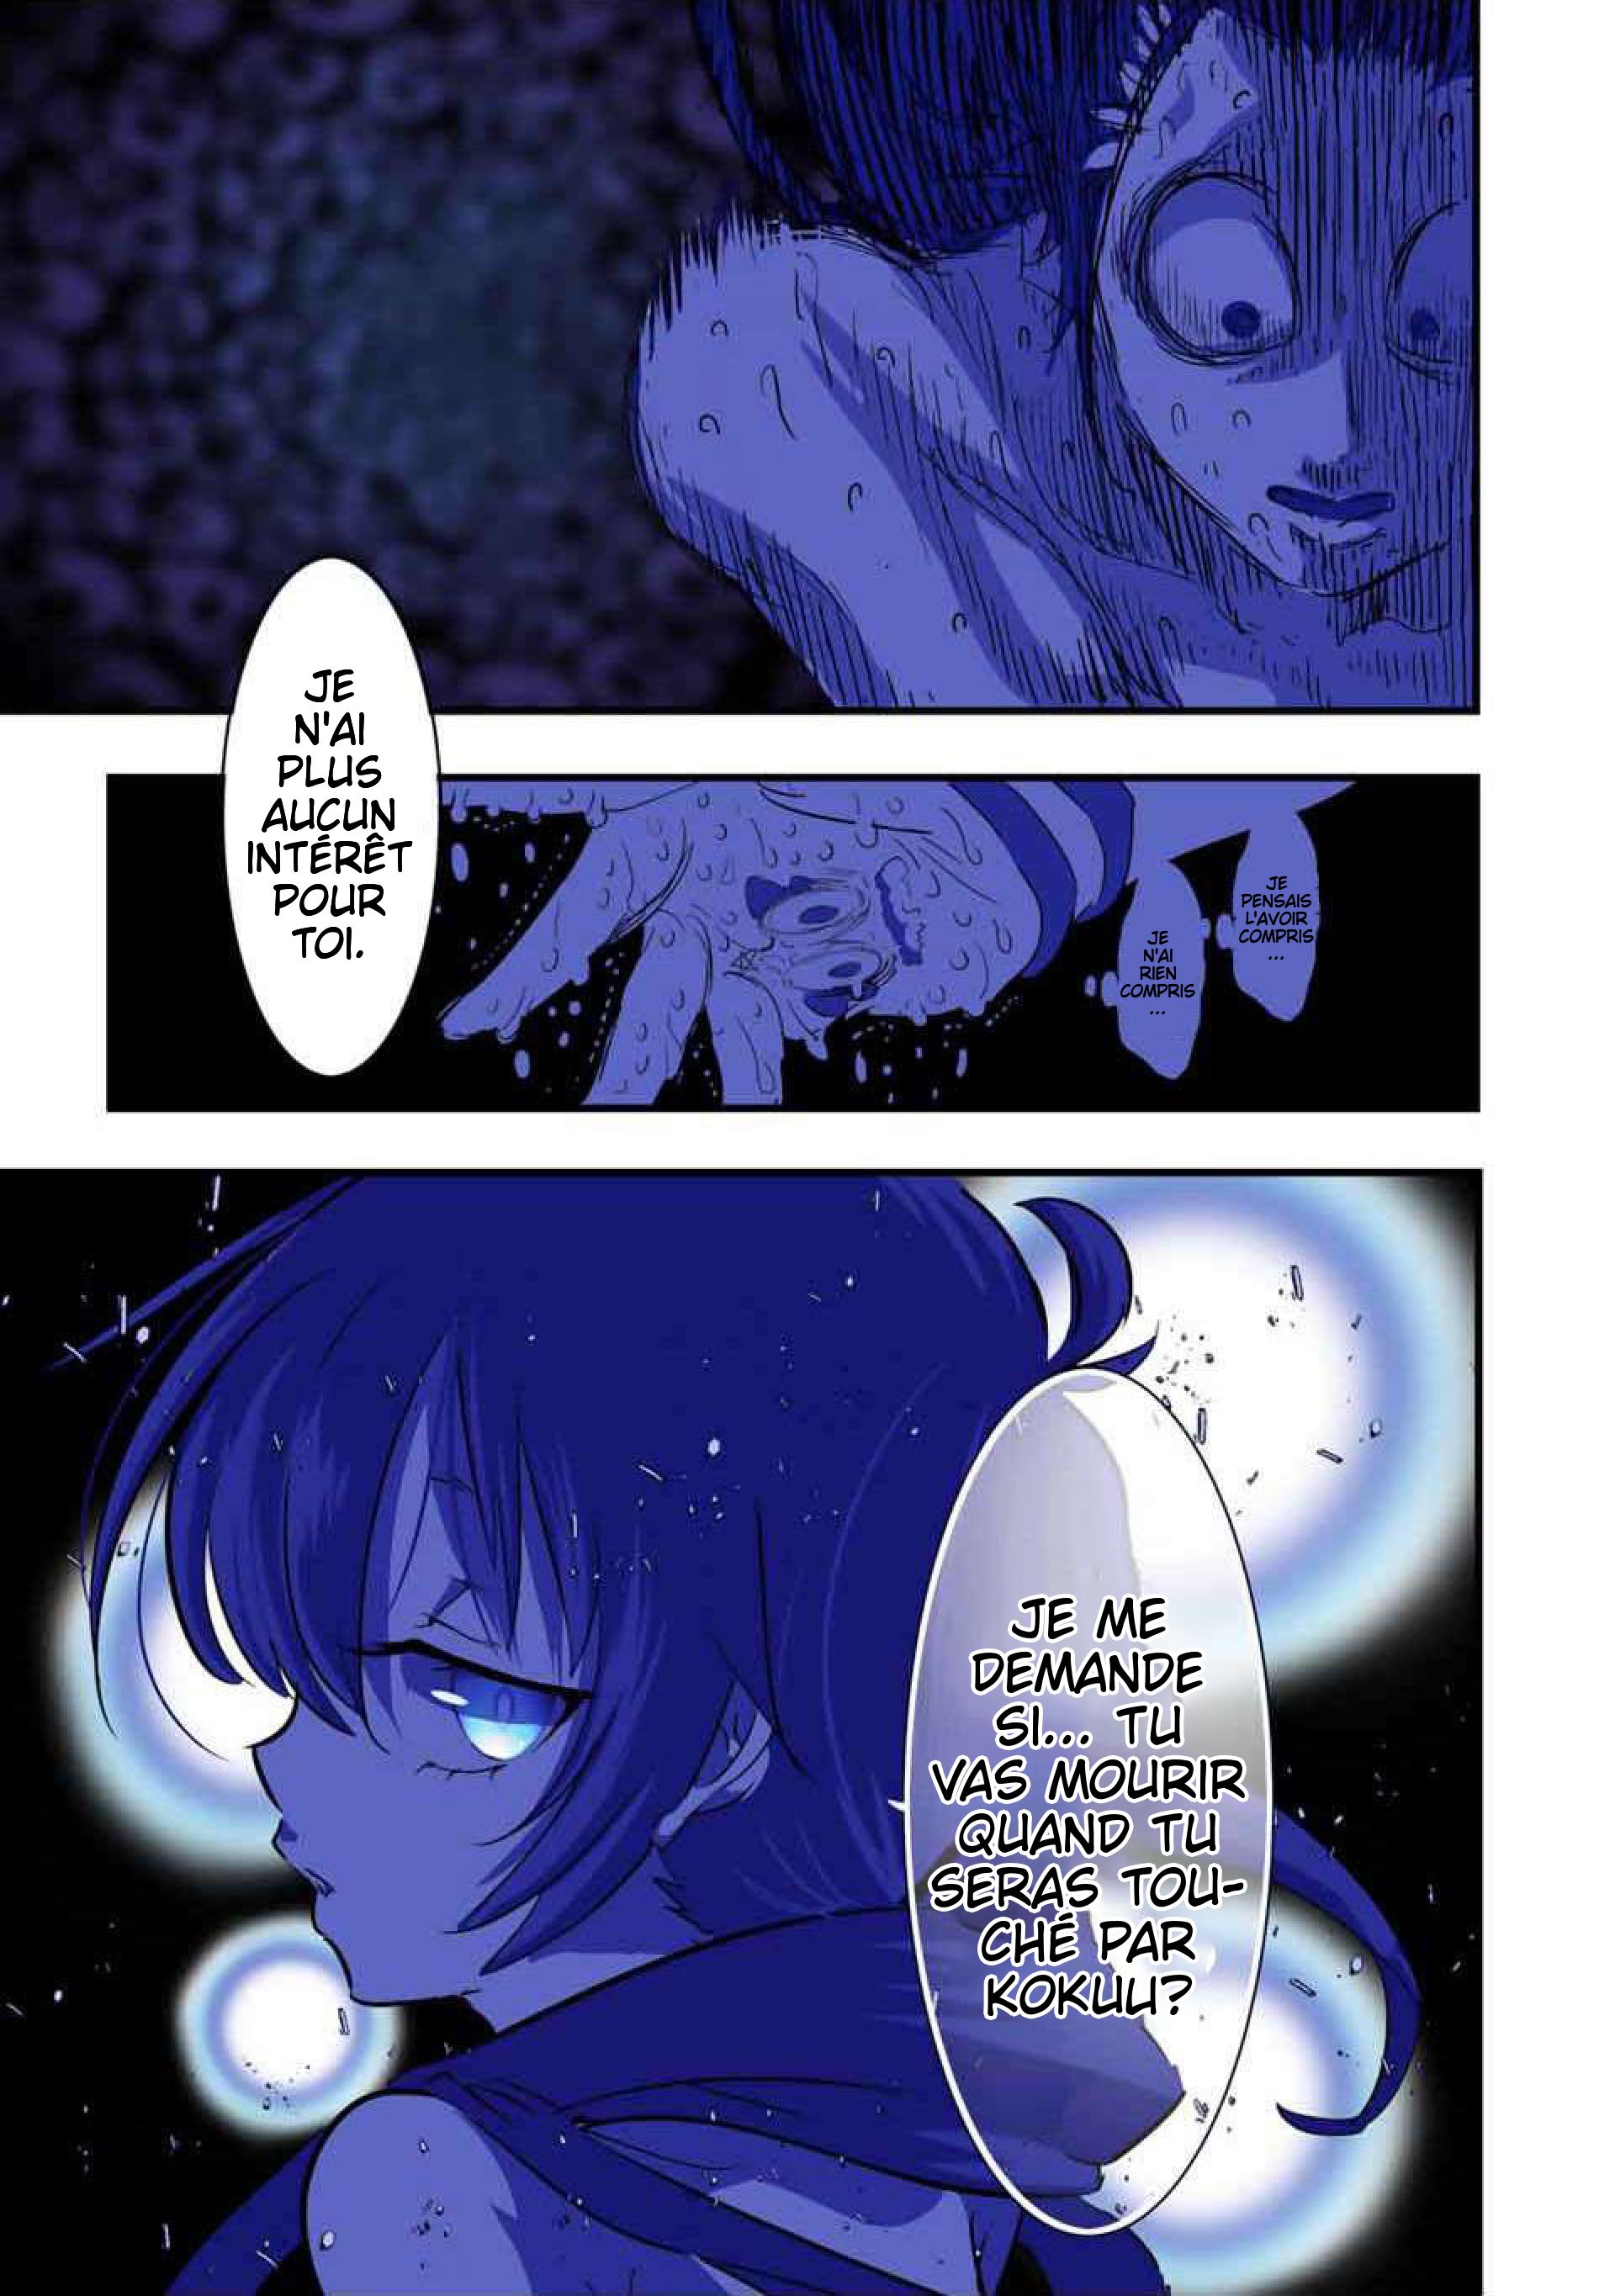 JE
PENSAIS
L'AVOIR
COMPRIS
...
JE
N'AI
RIEN
COMPRIS
...
JE
N'AI
PLUS
AUCUN
INTÉRÊT
POUR
TOI.
JE ME
DEMANDE
SI... TU
VAS MOURIR
QUAND TU
SERAS TOU-
CHÉ PAR
KOKUU?